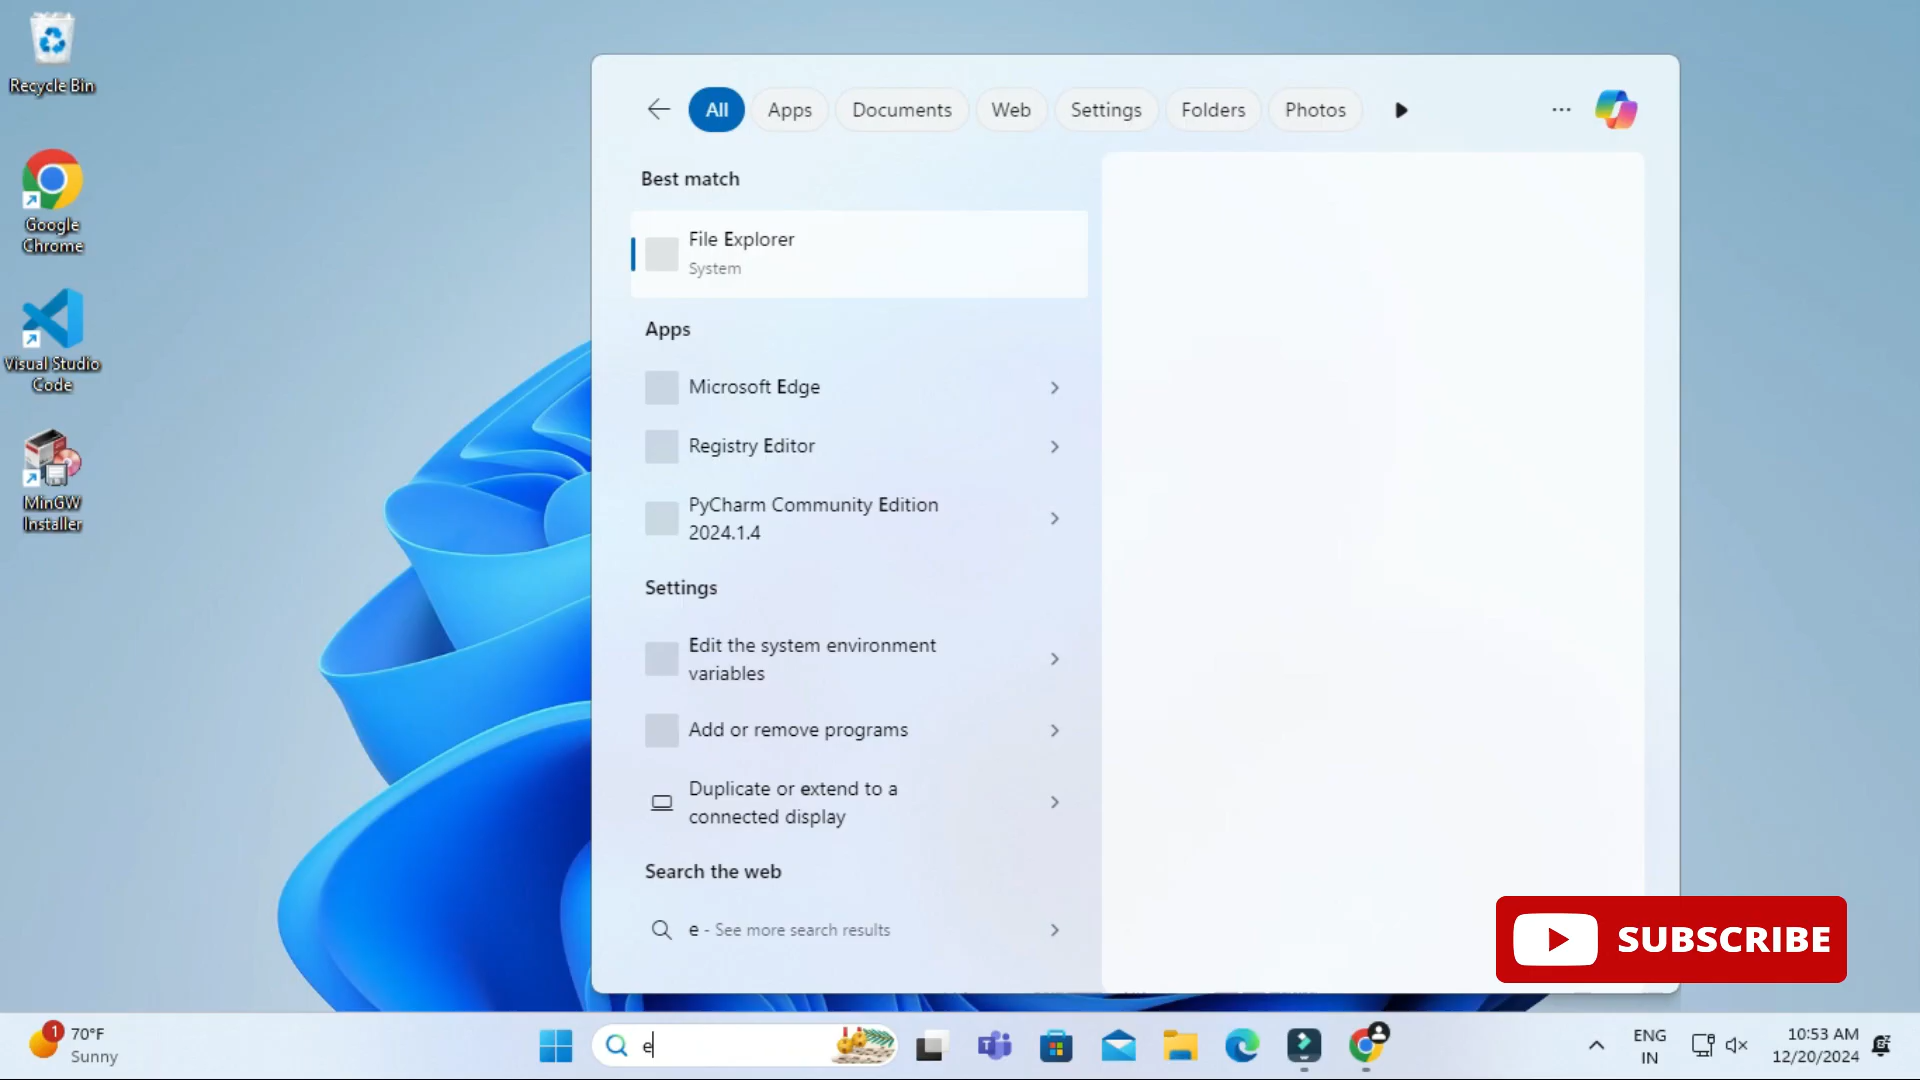 Recycle Bin
Google
Chrome
Visual Studio
Code
MinGW
Installer
All
Apps
Documents
Web
Settings
Folders
Photos
Best match
File Explorer
System
Apps
Microsoft Edge
Registry Editor
PyCharm Community Edition
2024.1.4
Settings
Edit the system environment
variables
Add or remove programs
Duplicate or extend to a
connected display
Search the web
e - See more search results
SUBSCRIBE
1
70°F
Sunny
e
ENG
IN
10:53 AM
12/20/2024